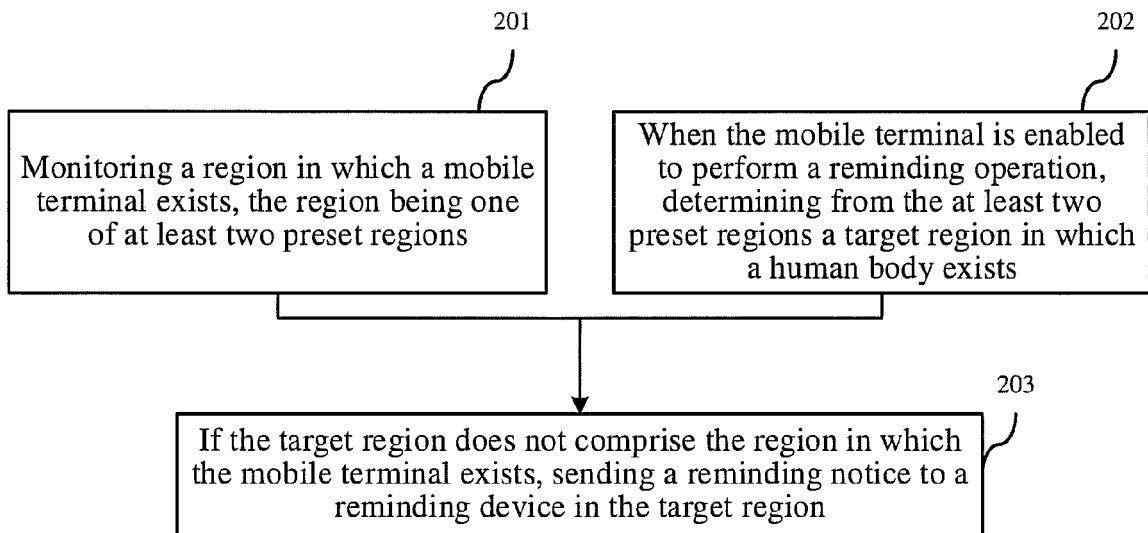 201
Monitoring a region in which a mobile
terminal exists, the region being one
of at least two preset regions
202
When the mobile terminal is enabled
to perform a reminding operation,
determining from the at least two
preset regions a target region in which
a human body exists
203
If the target region does not comprise the region in which
the mobile terminal exists, sending a reminding notice to a
reminding device in the target region